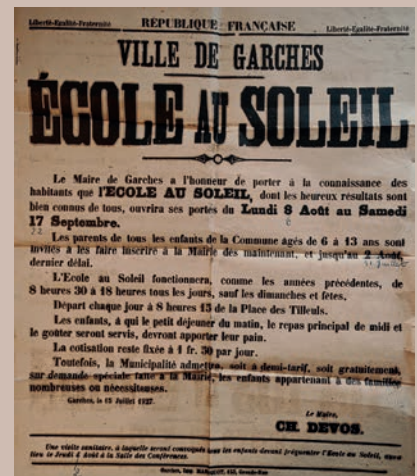 Liberté-Egalité-Fraternité RÉPUBLIQUE FRANÇAISE Liberté-Egalité-Fraternité
VILLE DE GARCHES
ÉCOLE AU SOLEIL
Le Maire de Garches a l'honneur de porter à la connaissance des
habitants que l'ECOLE AU SOLEIL, dont les heureux résultats sont
bien connus de tous, ouvrira ses portes du Lundi 8 Août au Samedi
17 Septembre.
Les parents de tous les enfants de la Commune agés de 6 à 13 ans sont
invités à les faire inscrire à la Mairie dès maintenant, et jusqu'au 2 Août,
dernier délai.
L'Ecole au Soleil fonctionnera, comme les années précédentes, de
8 heures 30 à 18 heures tous les jours, sauf les dimanches et fêtes.
Départ chaque jour à 8 heures 15 de la Place des Tilleuls.
Les enfants, à qui le petit déjeuner du matin, le repas principal de midi et
le goûter seront servis, devront apporter leur pain.
La cotisation reste fixée à 1 fr. 50 par jour.
Toutefois, la Municipalité admettra, soit à demi-tarif, soit gratuitement,
sur demande spéciale faite à la Mairie, les enfants appartenant à des familles
nombreuses ou nécessiteuses.
Garches, le 15 Juillet 1927.
Le Maire,
CH. DEVOS.
Une visite sanitaire, à laquelle seront convoqués tous les enfants devant fréquenter l'Ecole au Soleil, aura
lieu le Jeudi 4 Août à la Salle des Conférences.
Garches, Imp. Grande-Rue